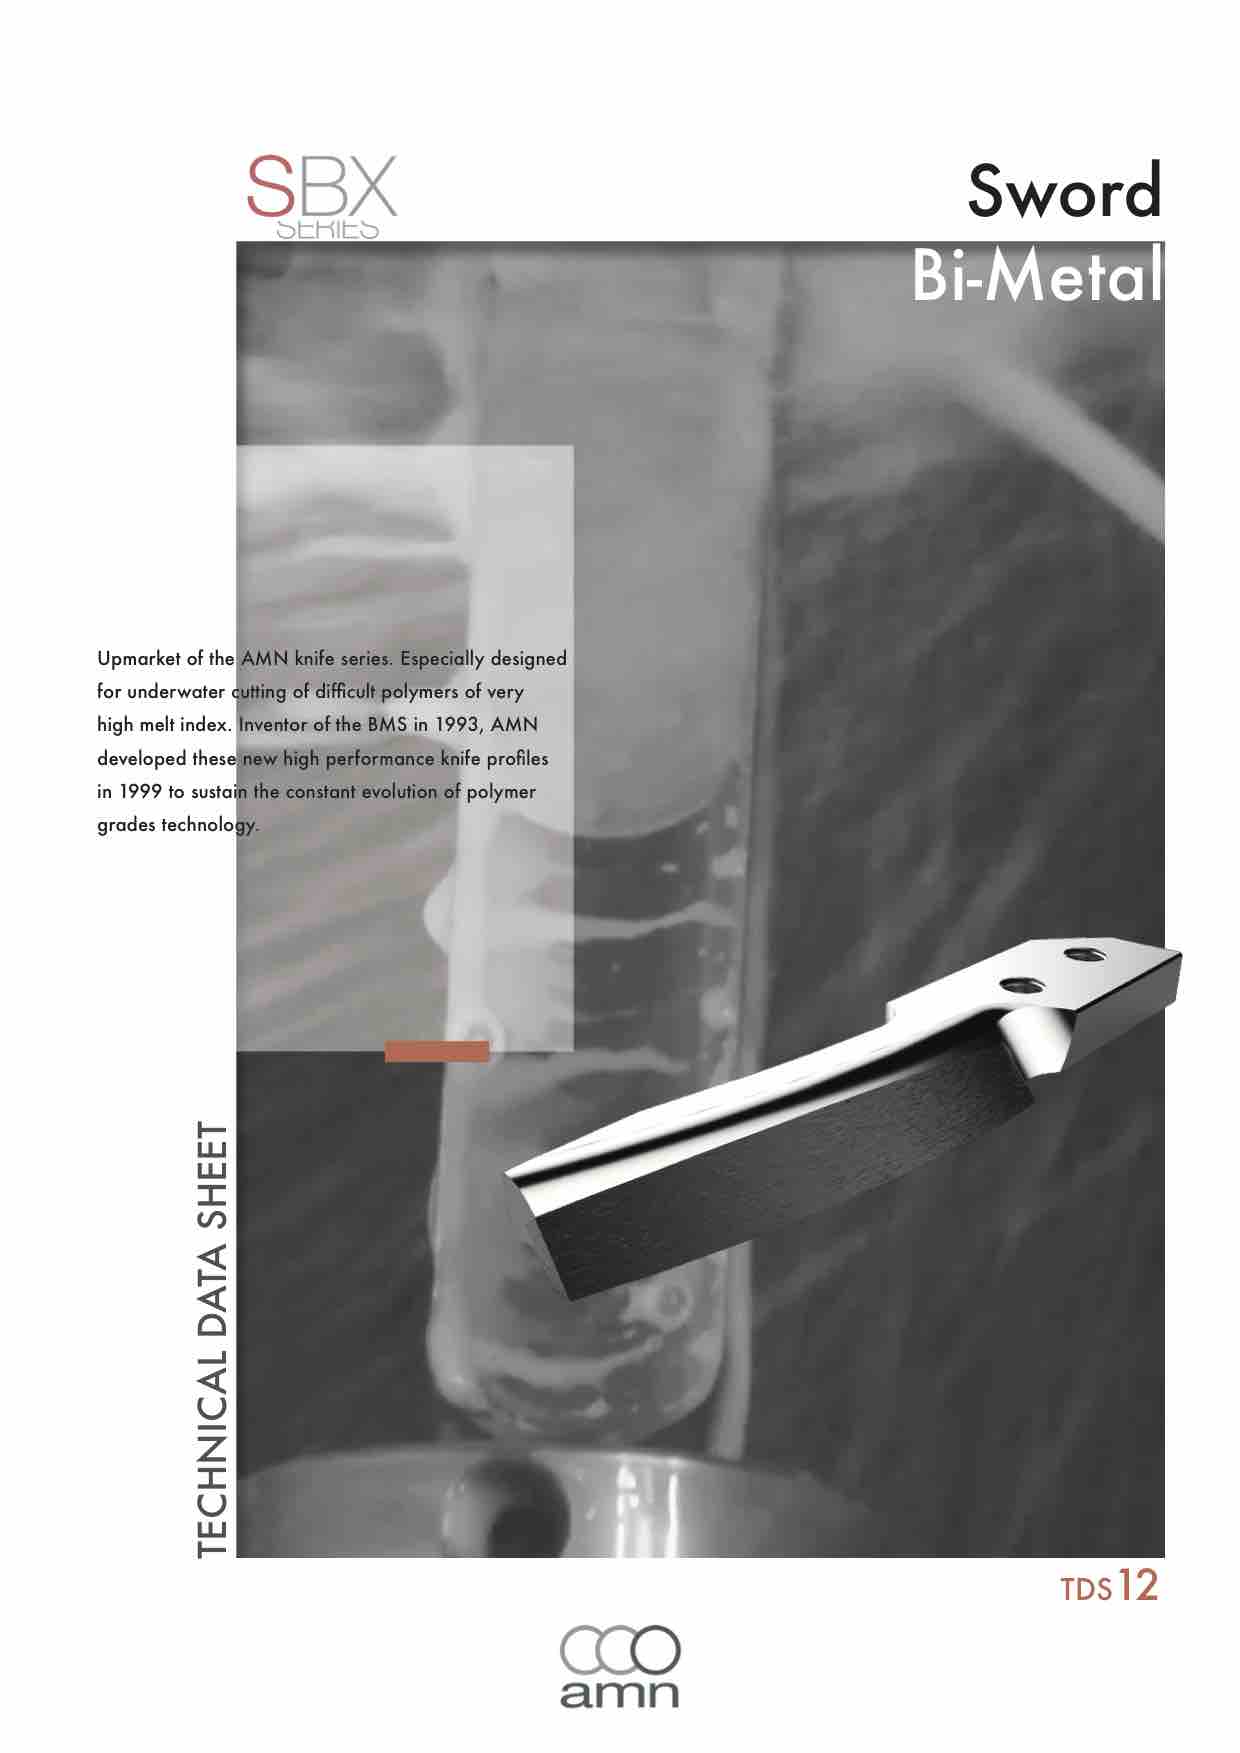 SBX
SERIES
Sword
Bi-Metal
Upmarket of the AMN knife series. Especially designed
for underwater cutting of difficult polymers of very
high melt index. Inventor of the BMS in 1993, AMN
developed these new high performance knife profiles
in 1999 to sustain the constant evolution of polymer
grades technology.
TECHNICAL DATA SHEET
TDS12
amn